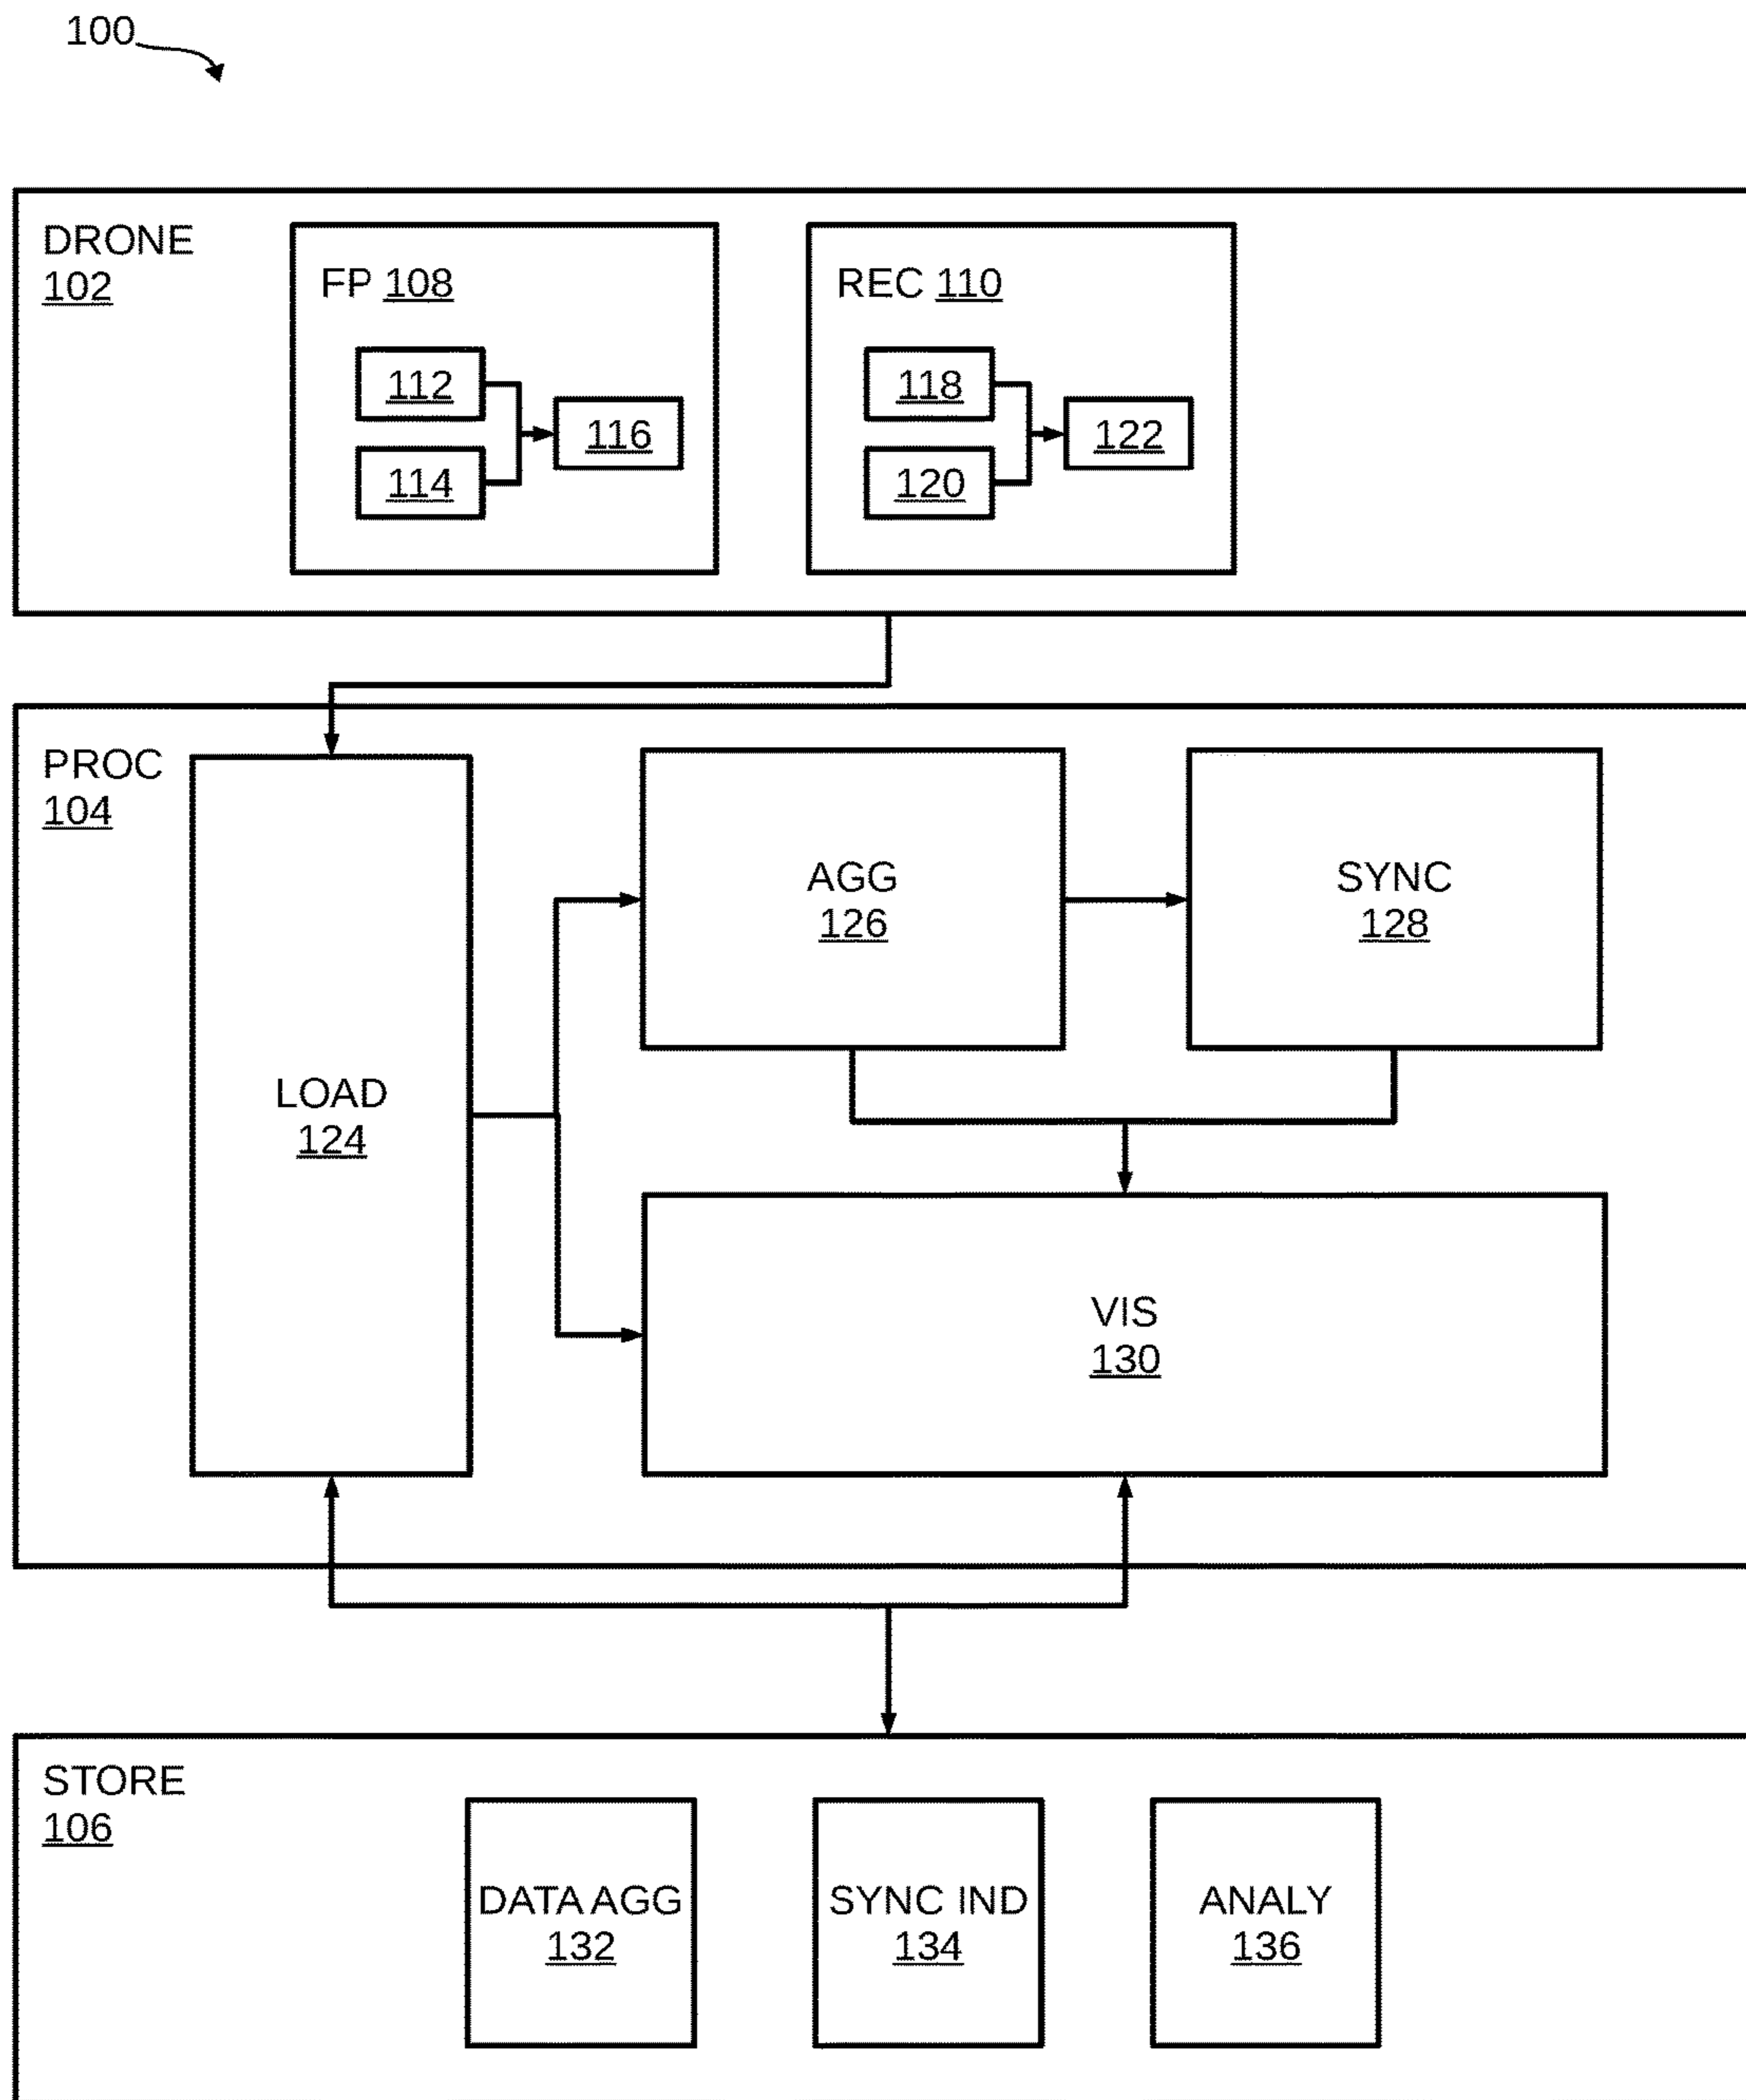 100
DRONE
102
FP 108
112
114
116
REC 110
118
120
122
PROC
104
LOAD
124
AGG
126
SYNC
128
VIS
130
STORE
106
DATA AGG
132
SYNC IND
134
ANALY
136